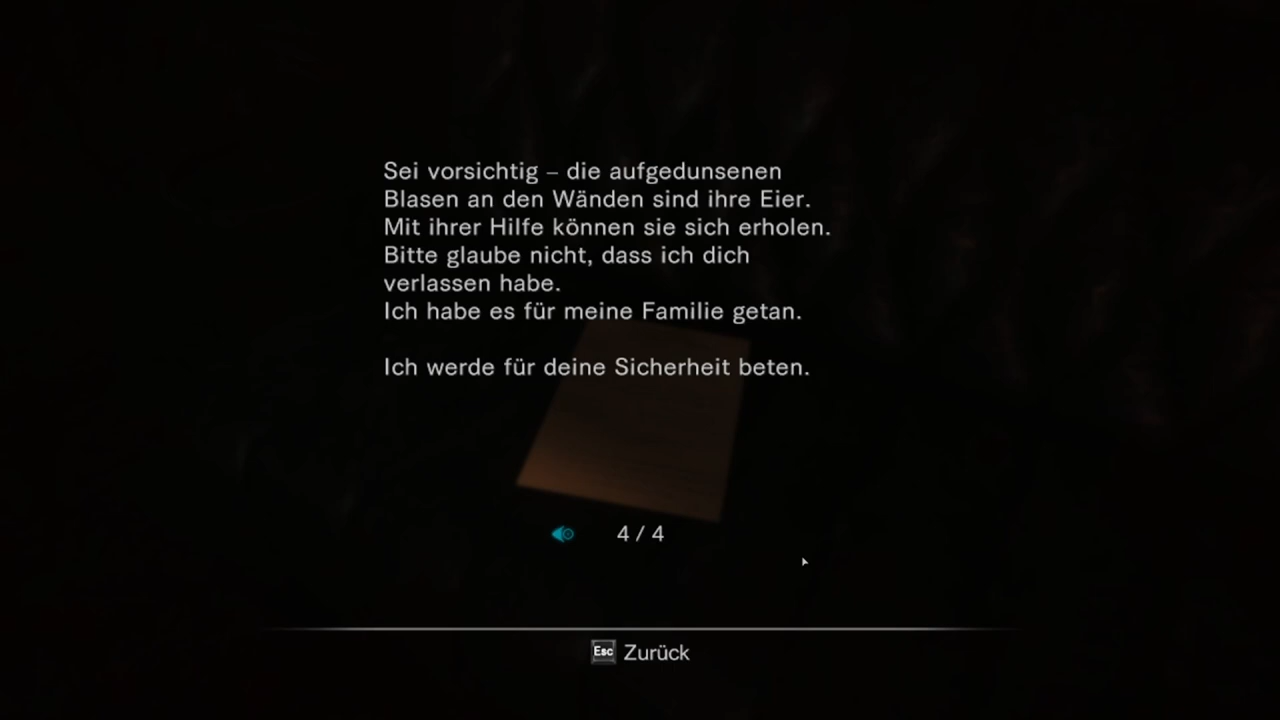 Sei vorsichtig – die aufgedunsenen
Blasen an den Wänden sind ihre Eier.
Mit ihrer Hilfe können sie sich erholen.
Bitte glaube nicht, dass ich dich
verlassen habe.
Ich habe es für meine Familie getan.
Ich werde für deine Sicherheit beten.
4 / 4
Esc Zurück